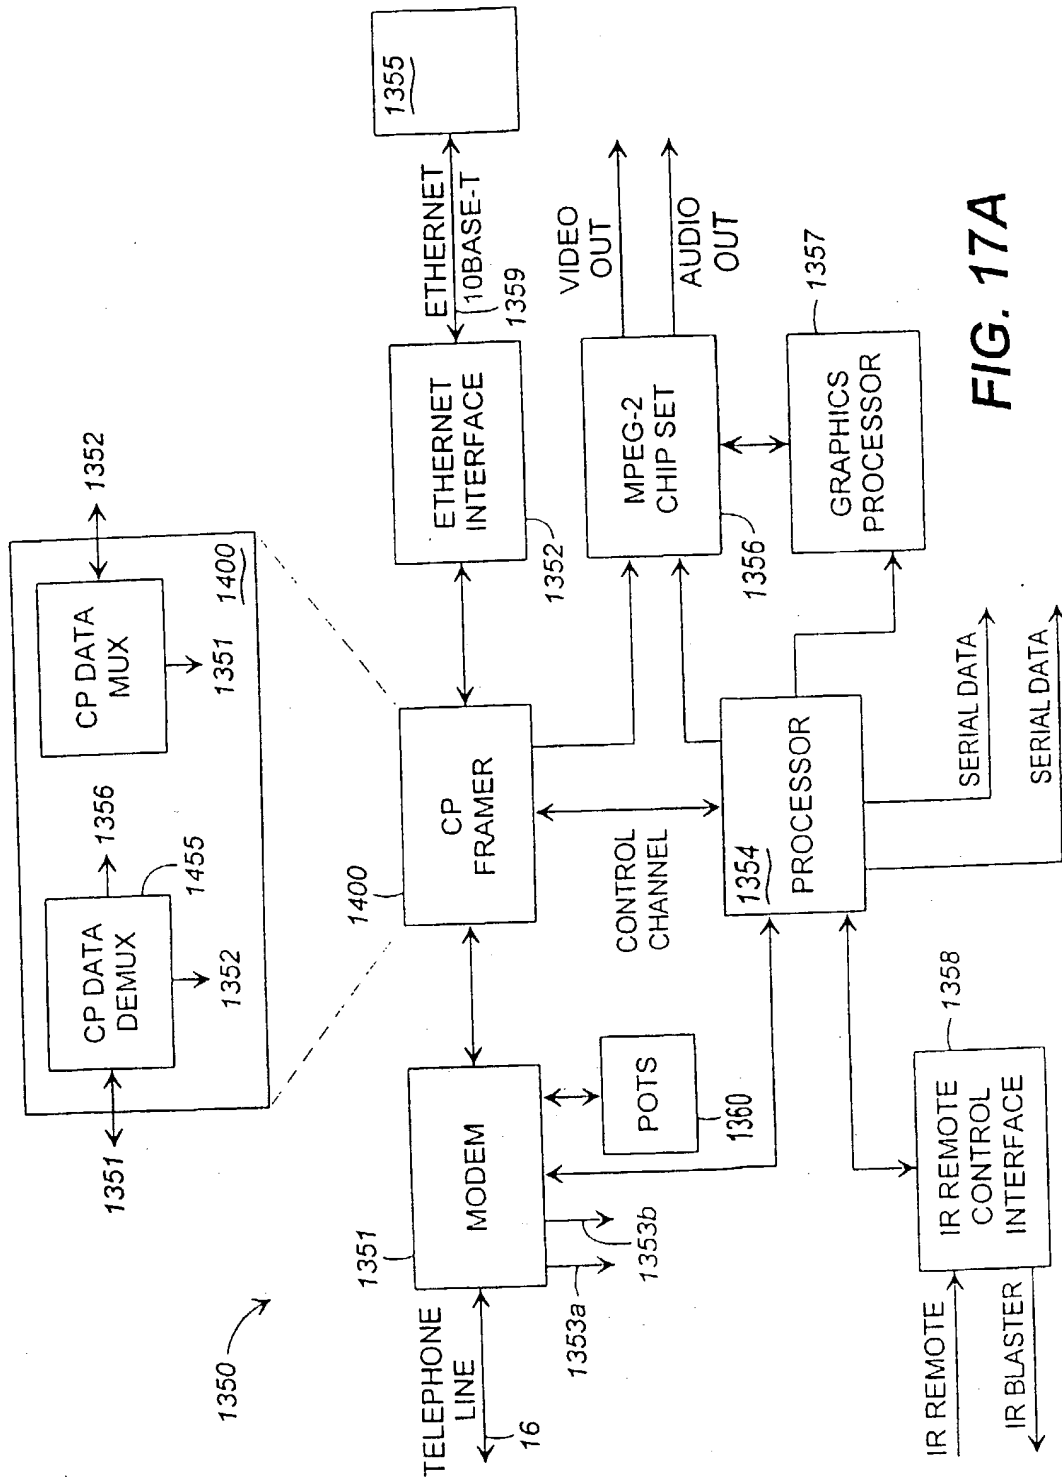 1350
1351
CP DATA
DEMUX
1352
1356
1455
CP DATA
MUX
1351
1352
1400
TELEPHONE
LINE
16
1351
MODEM
1353a
1353b
POTS
1360
1400
CP
FRAMER
CONTROL
CHANNEL
ETHERNET
INTERFACE
1352
ETHERNET
10BASE-T
1359
1355
MPEG-2
CHIP SET
1356
VIDEO
OUT
AUDIO
OUT
1354
PROCESSOR
GRAPHICS
PROCESSOR
1357
SERIAL DATA
SERIAL DATA
IR REMOTE
CONTROL
INTERFACE
1358
IR REMOTE
IR BLASTER
FIG. 17A